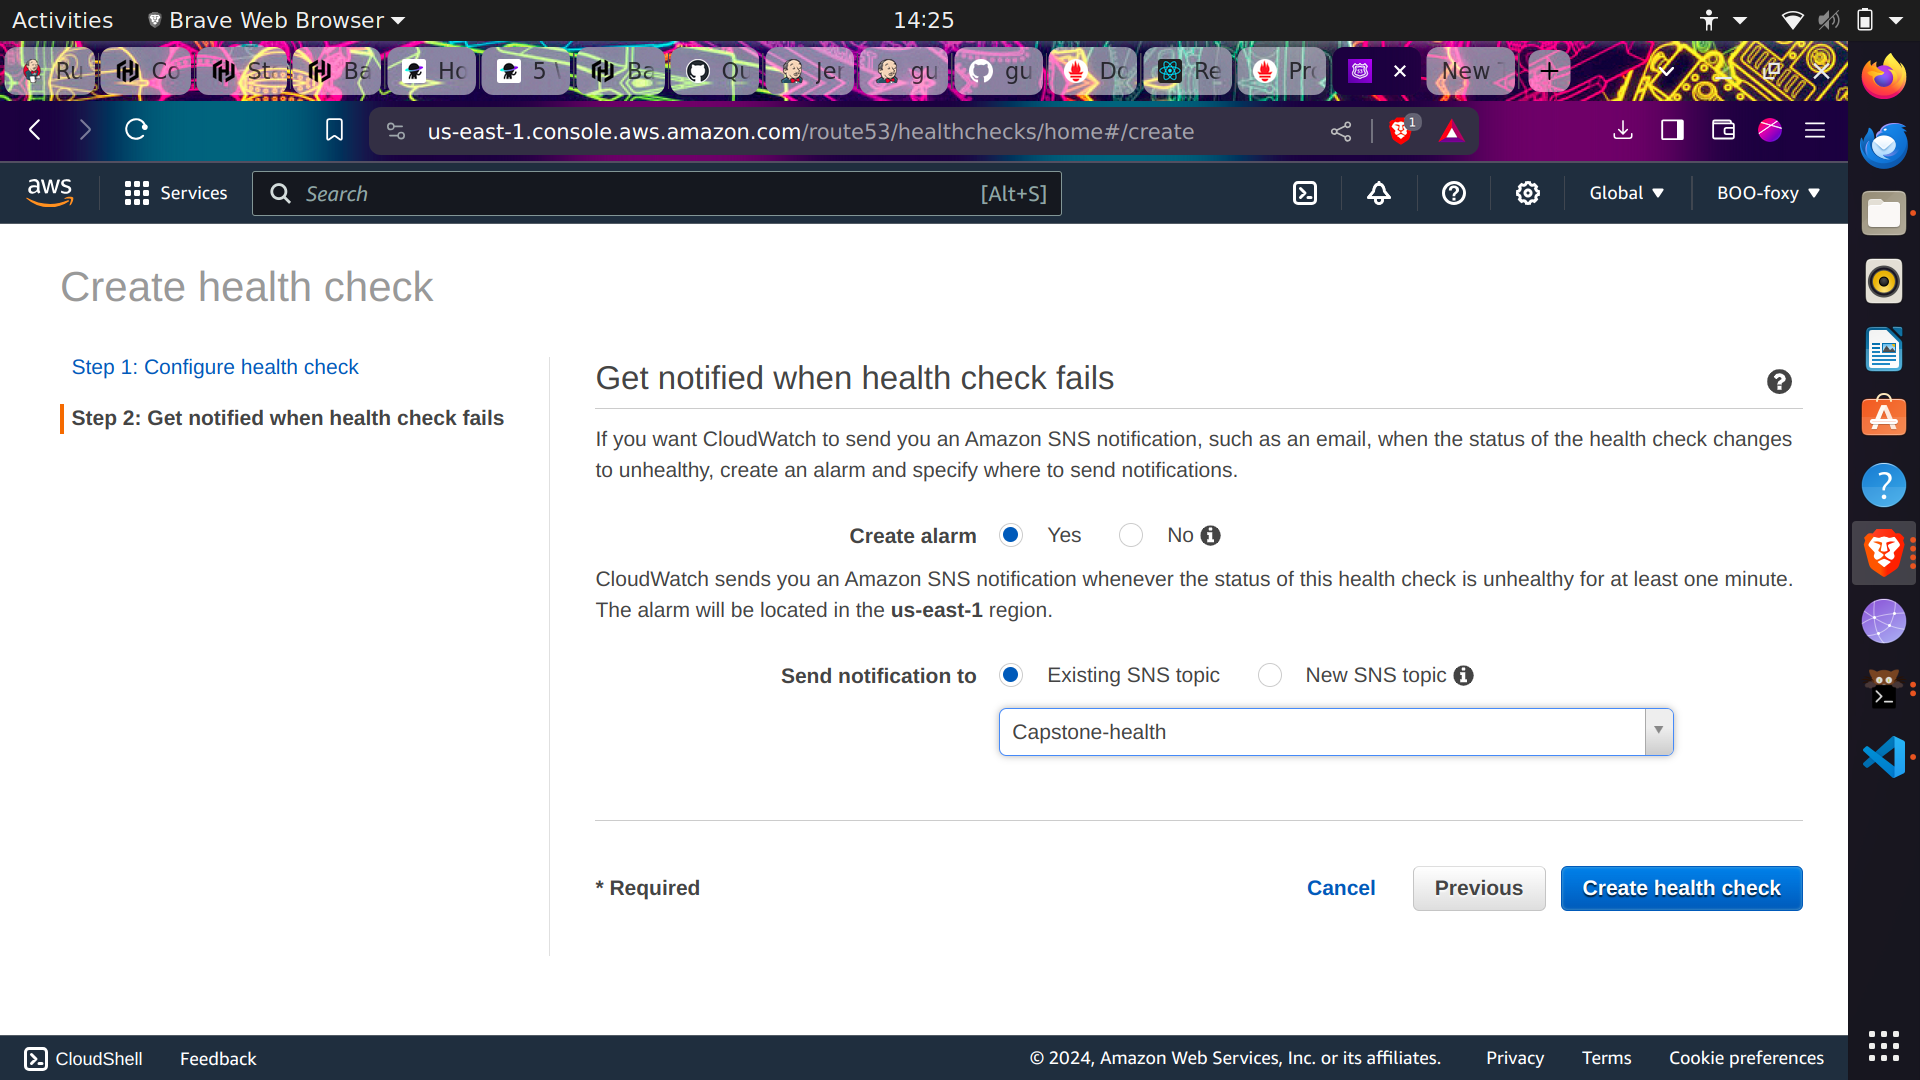 Activities
Brave Web Browser
14:25
Ru
Co
St
Ba
Ho
5
Ba
Qu
Jer
gu
gu
Do
Re
Pro
New T
us-east-1.console.aws.amazon.com/route53/healthchecks/home#/create
1
aws
Services
Search
[Alt+S]
Global
BOO-foxy
Create health check
Step 1: Configure health check
Step 2: Get notified when health check fails
Get notified when health check fails
If you want CloudWatch to send you an Amazon SNS notification, such as an email, when the status of the health check changes
to unhealthy, create an alarm and specify where to send notifications.
Create alarm
Yes
No
CloudWatch sends you an Amazon SNS notification whenever the status of this health check is unhealthy for at least one minute.
The alarm will be located in the us-east-1 region.
Send notification to
Existing SNS topic
New SNS topic
Capstone-health
* Required
Cancel
Previous
Create health check
CloudShell
Feedback
© 2024, Amazon Web Services, Inc. or its affiliates.
Privacy
Terms
Cookie preferences